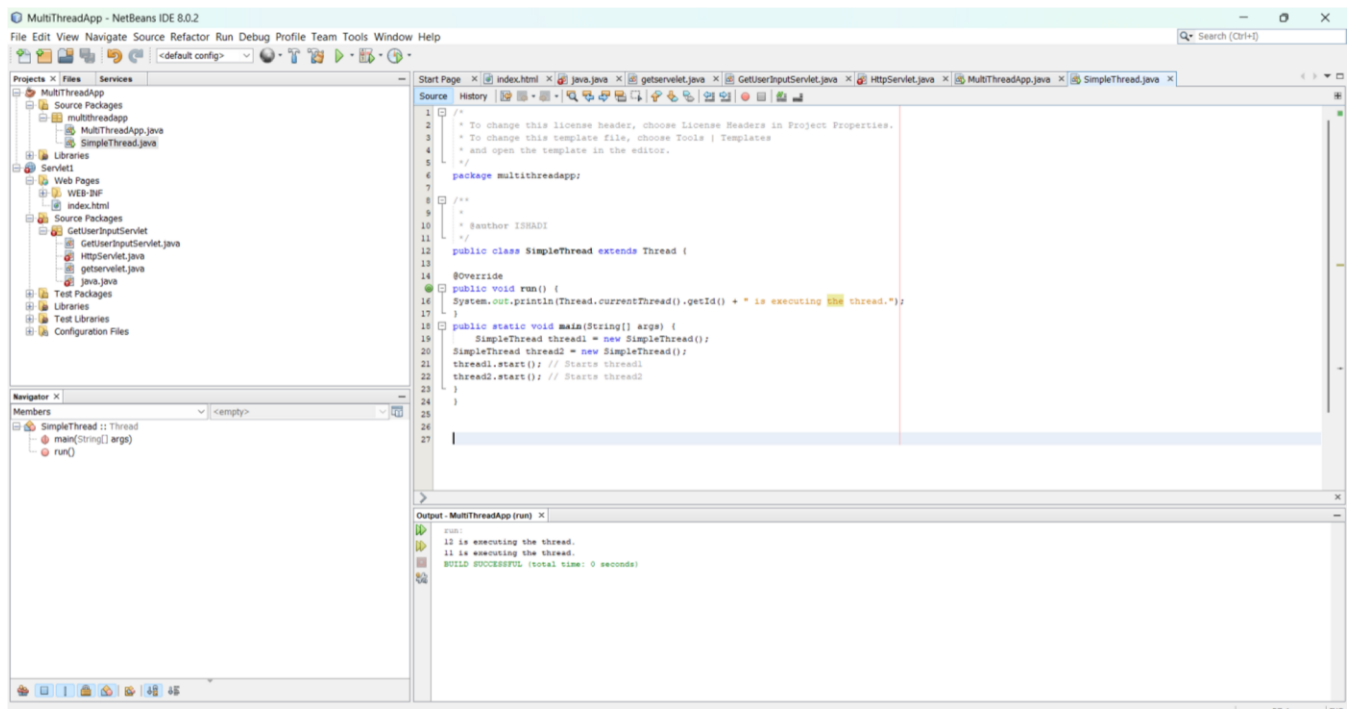 MultiThreadApp - NetBeans IDE 8.0.2
File Edit View Navigate Source Refactor Run Debug Profile Team Tools Window Help
Search (Ctrl+I)
<default config>
Projects Files Services
MultiThreadApp
Source Packages
multithreadapp
MultiThreadApp.java
SimpleThread.java
Libraries
Servlet1
Web Pages
WEB-INF
index.html
Source Packages
GetUserInputServlet
GetUserInputServlet.java
HttpServlet.java
getservelet.java
java.java
Test Packages
Libraries
Test Libraries
Configuration Files
Navigator
Members <empty>
SimpleThread :: Thread
main(String[] args)
run()
Start Page index.html java.java getservelet.java GetUserInputServlet.java HttpServlet.java MultiThreadApp.java SimpleThread.java
Source History
1 /*
2 * To change this license header, choose License Headers in Project Properties.
3 * To change this template file, choose Tools | Templates
4 * and open the template in the editor.
5 */
6 package multithreadapp;
7
8 /**
9 *
10 * @author ISHADI
11 */
12 public class SimpleThread extends Thread {
13
14 @Override
public void run() {
16 System.out.println(Thread.currentThread().getId() + " is executing the thread.");
17 }
18 public static void main(String[] args) {
19 SimpleThread thread1 = new SimpleThread();
20 SimpleThread thread2 = new SimpleThread();
21 thread1.start(); // Starts thread1
22 thread2.start(); // Starts thread2
23 }
24 }
25
26
27
Output - MultiThreadApp (run)
run:
12 is executing the thread.
11 is executing the thread.
BUILD SUCCESSFUL (total time: 0 seconds)